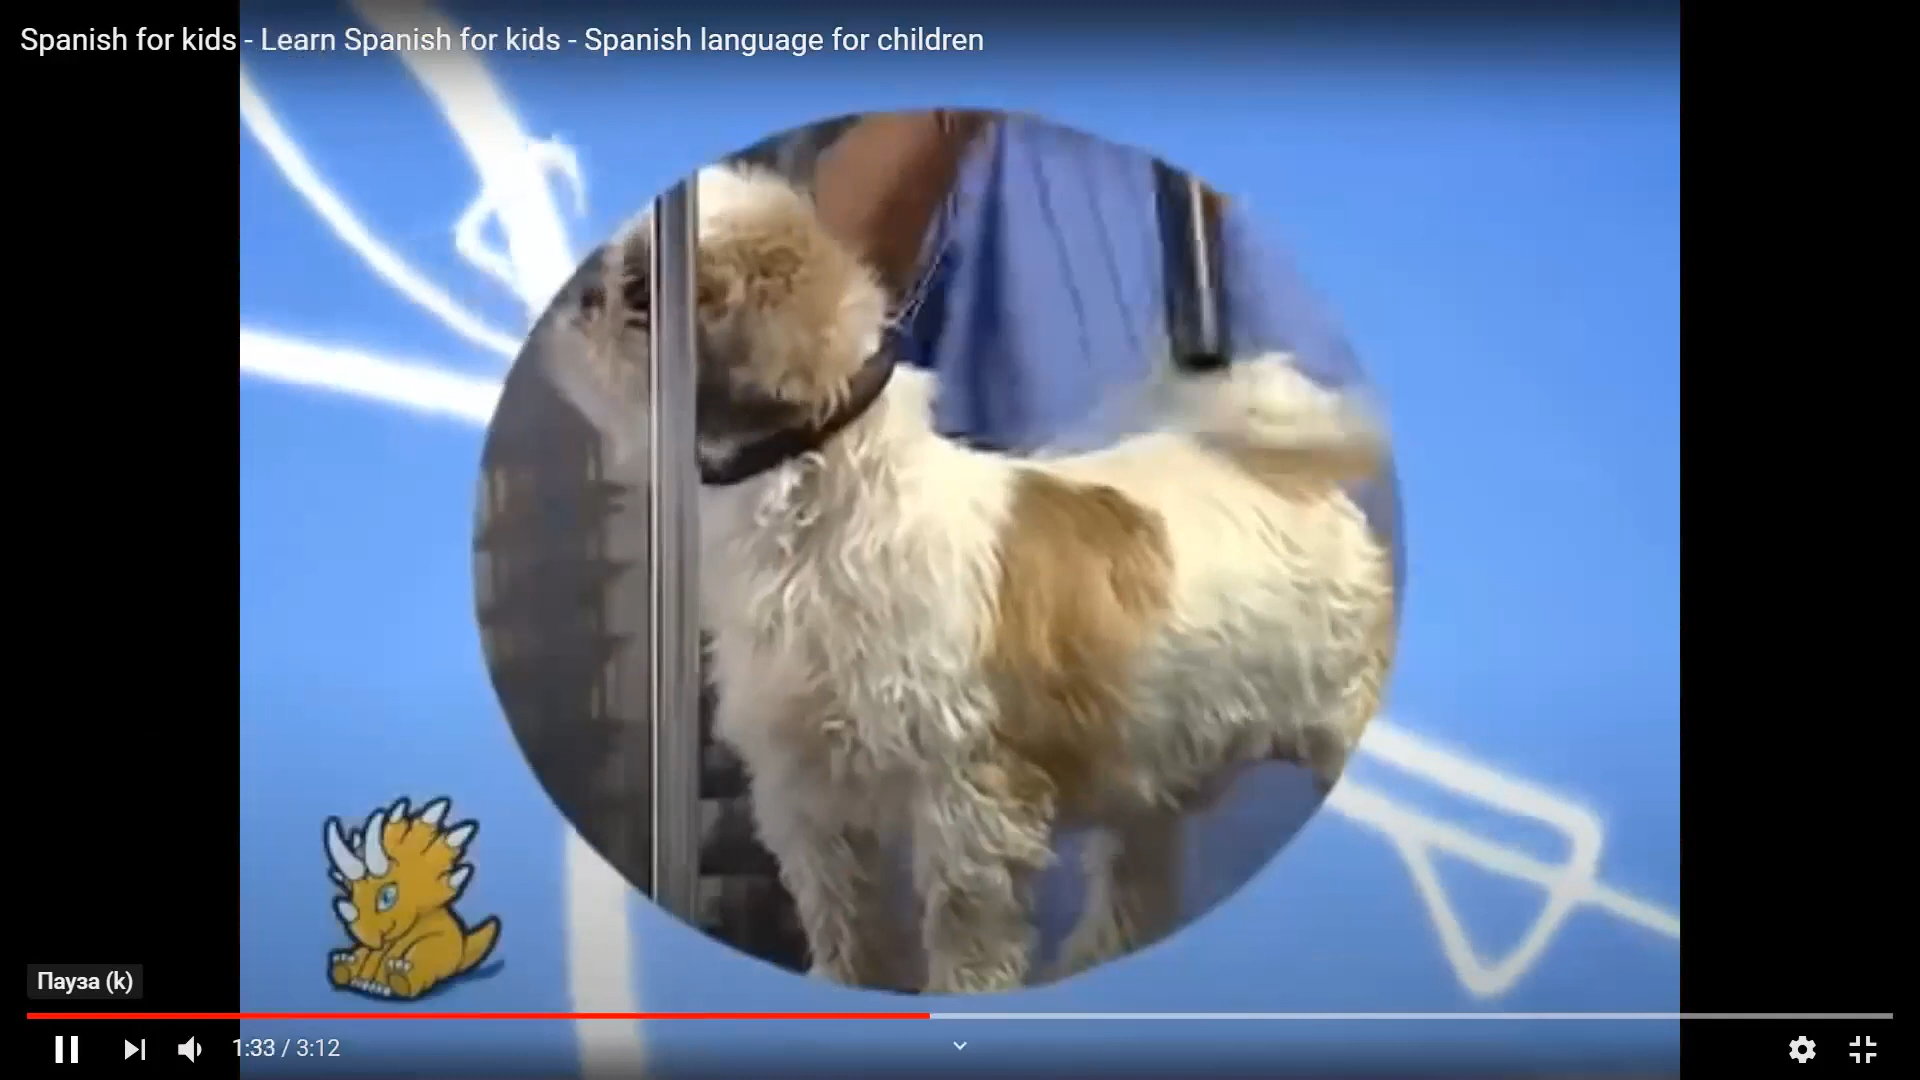 Spanish for kids - Learn Spanish for kids - Spanish language for children
Пауза (k)
1:33 / 3:12